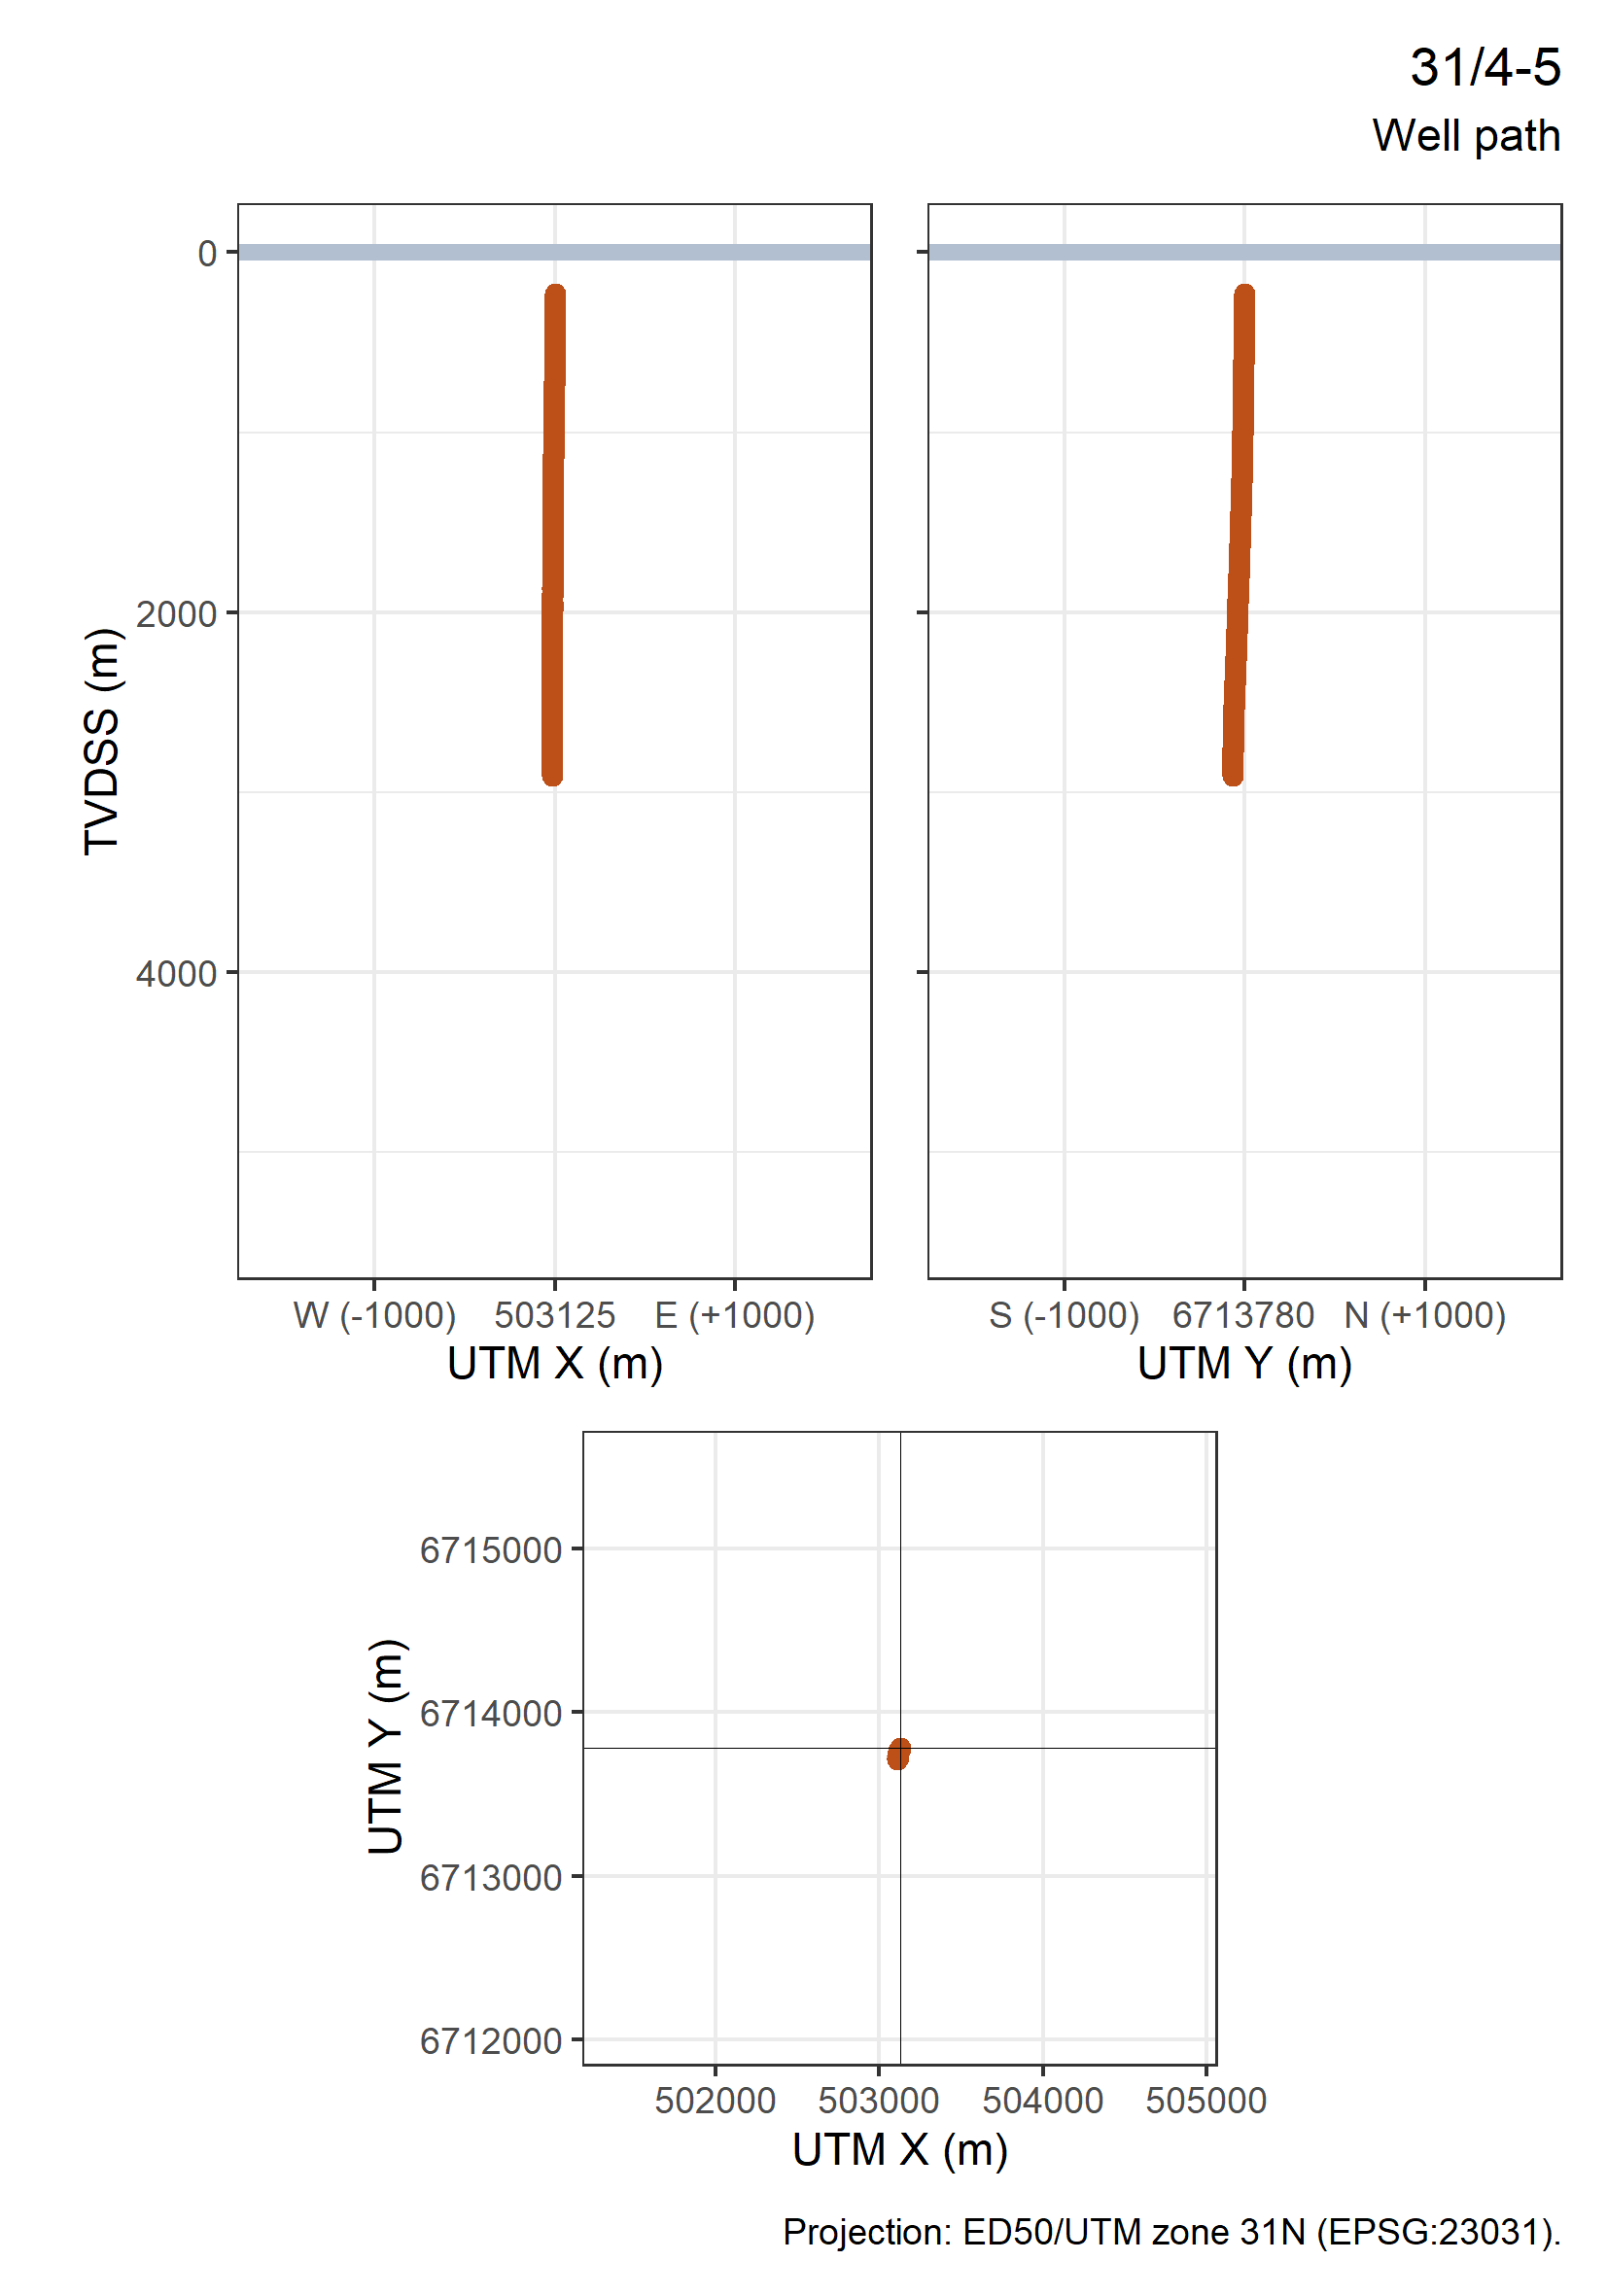 31/4-5
Well path
0
2000
4000
TVDSS (m)
W (-1000) 503125 E (+1000)
UTM X (m)
S (-1000) 6713780 N (+1000)
UTM Y (m)
6715000
6714000
6713000
6712000
UTM Y (m)
502000 503000 504000 505000
UTM X (m)
Projection: ED50/UTM zone 31N (EPSG:23031).